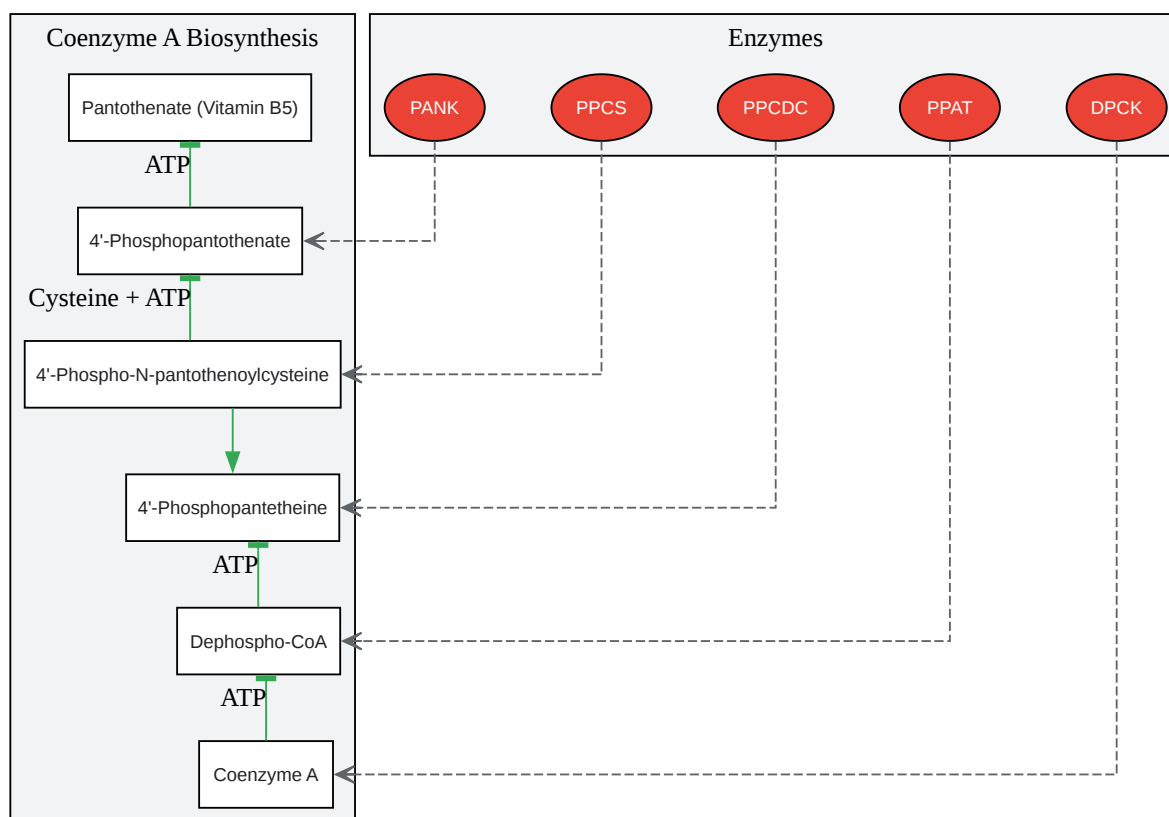 Coenzyme A Biosynthesis
Enzymes
Pantothenate (Vitamin B5)
PANK
PPCS
PPCDC
PPAT
DPCK
ATP
4'-Phosphopantothenate
Cysteine + ATP
4'-Phospho-N-pantothenoylcysteine
4'-Phosphopantetheine
ATP
Dephospho-CoA
ATP
Coenzyme A